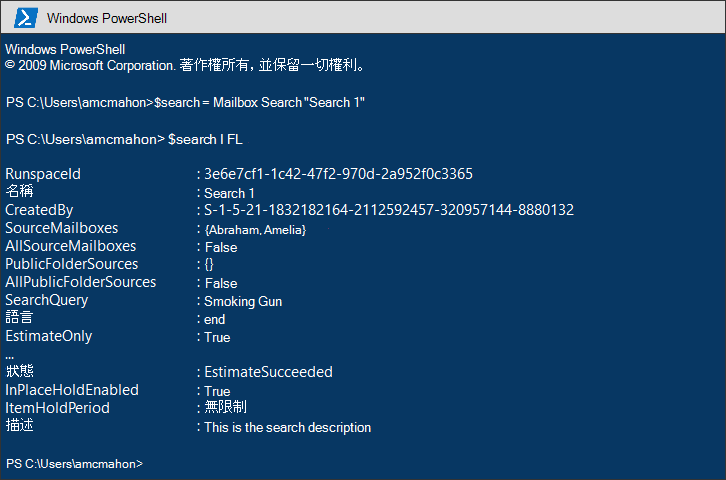 Windows PowerShell
Windows PowerShell
© 2009 Microsoft Corporation. 著作權所有，並保留一切權利。
PS C:\Users\amcmahon>$search = Mailbox Search "Search 1"
PS C:\Users\amcmahon> $search I FL
RunspaceId : 3e6e7cf1-1c42-47f2-970d-2a952f0c3365
名稱 : Search 1
CreatedBy : S-1-5-21-1832182164-2112592457-320957144-8880132
SourceMailboxes : {Abraham, Amelia}
AllSourceMailboxes : False
PublicFolderSources : {}
AllPublicFolderSources : False
SearchQuery : Smoking Gun
語言 : end
EstimateOnly : True
...
狀態 : EstimateSucceeded
InPlaceHoldEnabled : True
ItemHoldPeriod : 無限制
描述 : This is the search description
PS C:\Users\amcmahon>